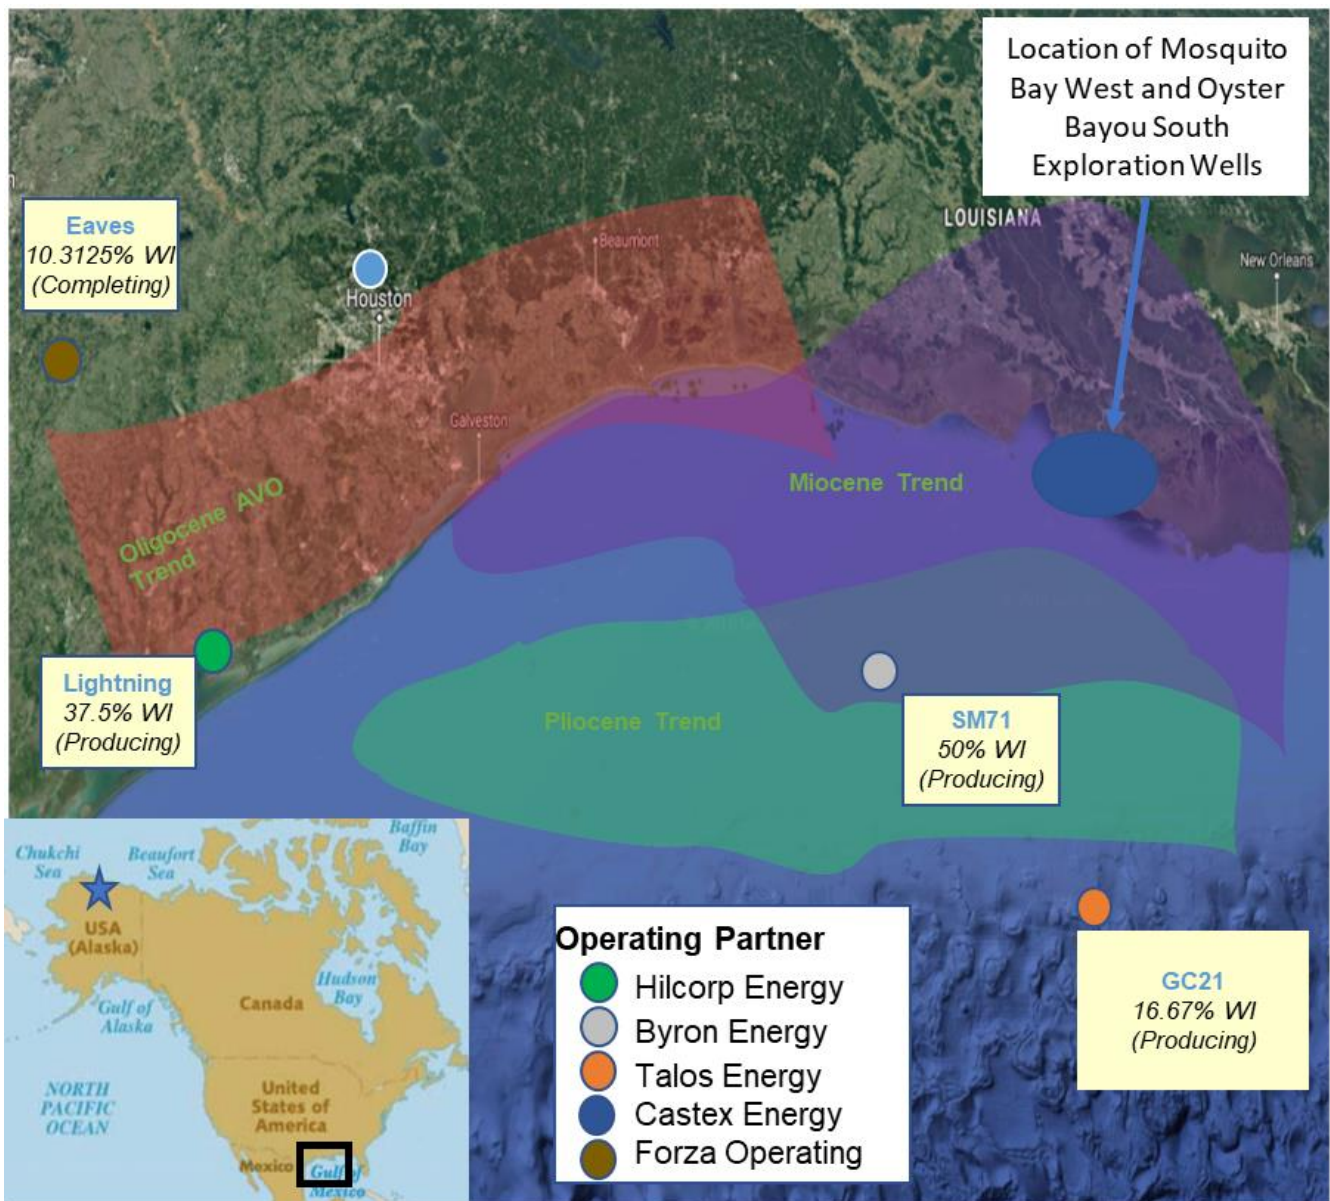 Location of Mosquito
Bay West and Oyster
Bayou South
Exploration Wells
Eaves
10.3125% WI
(Completing)
LOUISIANA
Beaumont
New Orleans
Houston
Galveston
Oligocene AVO
Trend
Miocene Trend
Lightning
37.5% WI
(Producing)
Pliocene Trend
SM71
50% WI
(Producing)
GC21
16.67% WI
(Producing)
Operating Partner
Hilcorp Energy
Byron Energy
Talos Energy
Castex Energy
Forza Operating
Chukchi
Sea
Beaufort
Sea
Baffin
Bay
USA
(Alaska)
Gulf of
Alaska
Hudson
Bay
Canada
NORTH
PACIFIC
OCEAN
United
States of
America
Mexico
Gulf of
Mexico